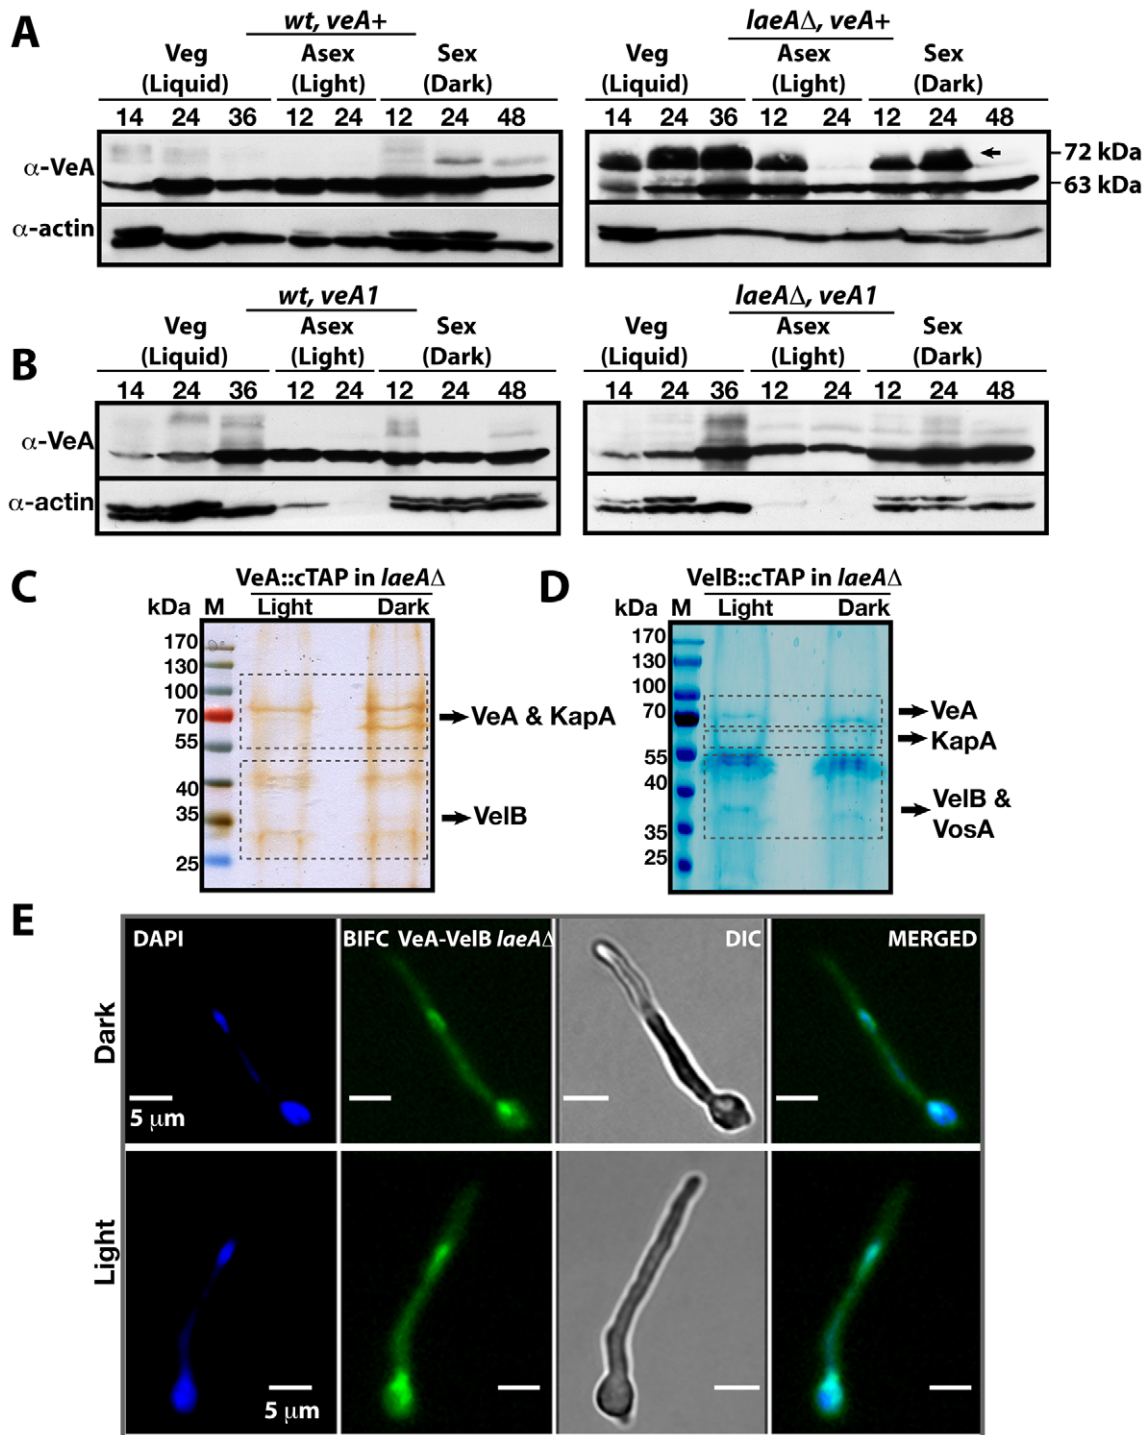 A
wt, veA+
laeAΔ, veA+
Veg Asex Sex Veg Asex Sex
(Liquid) (Light) (Dark) (Liquid) (Light) (Dark)
14 24 36 12 24 12 24 48 14 24 36 12 24 12 24 48
α-VeA
72 kDa
63 kDa
α-actin
B
wt, veA1
laeAΔ, veA1
Veg Asex Sex Veg Asex Sex
(Liquid) (Light) (Dark) (Liquid) (Light) (Dark)
14 24 36 12 24 12 24 48 14 24 36 12 24 12 24 48
α-VeA
α-actin
C
VeA::cTAP in laeAΔ
kDa M Light Dark
170
130
100
70
55
40
35
25
VeA & KapA
VelB
D
VelB::cTAP in laeAΔ
kDa M Light Dark
170
130
100
70
55
45
35
25
VeA
KapA
VelB &
VosA
E
DAPI BIFC VeA-VelB laeAΔ DIC MERGED
Dark
5 µm
Light
5 µm